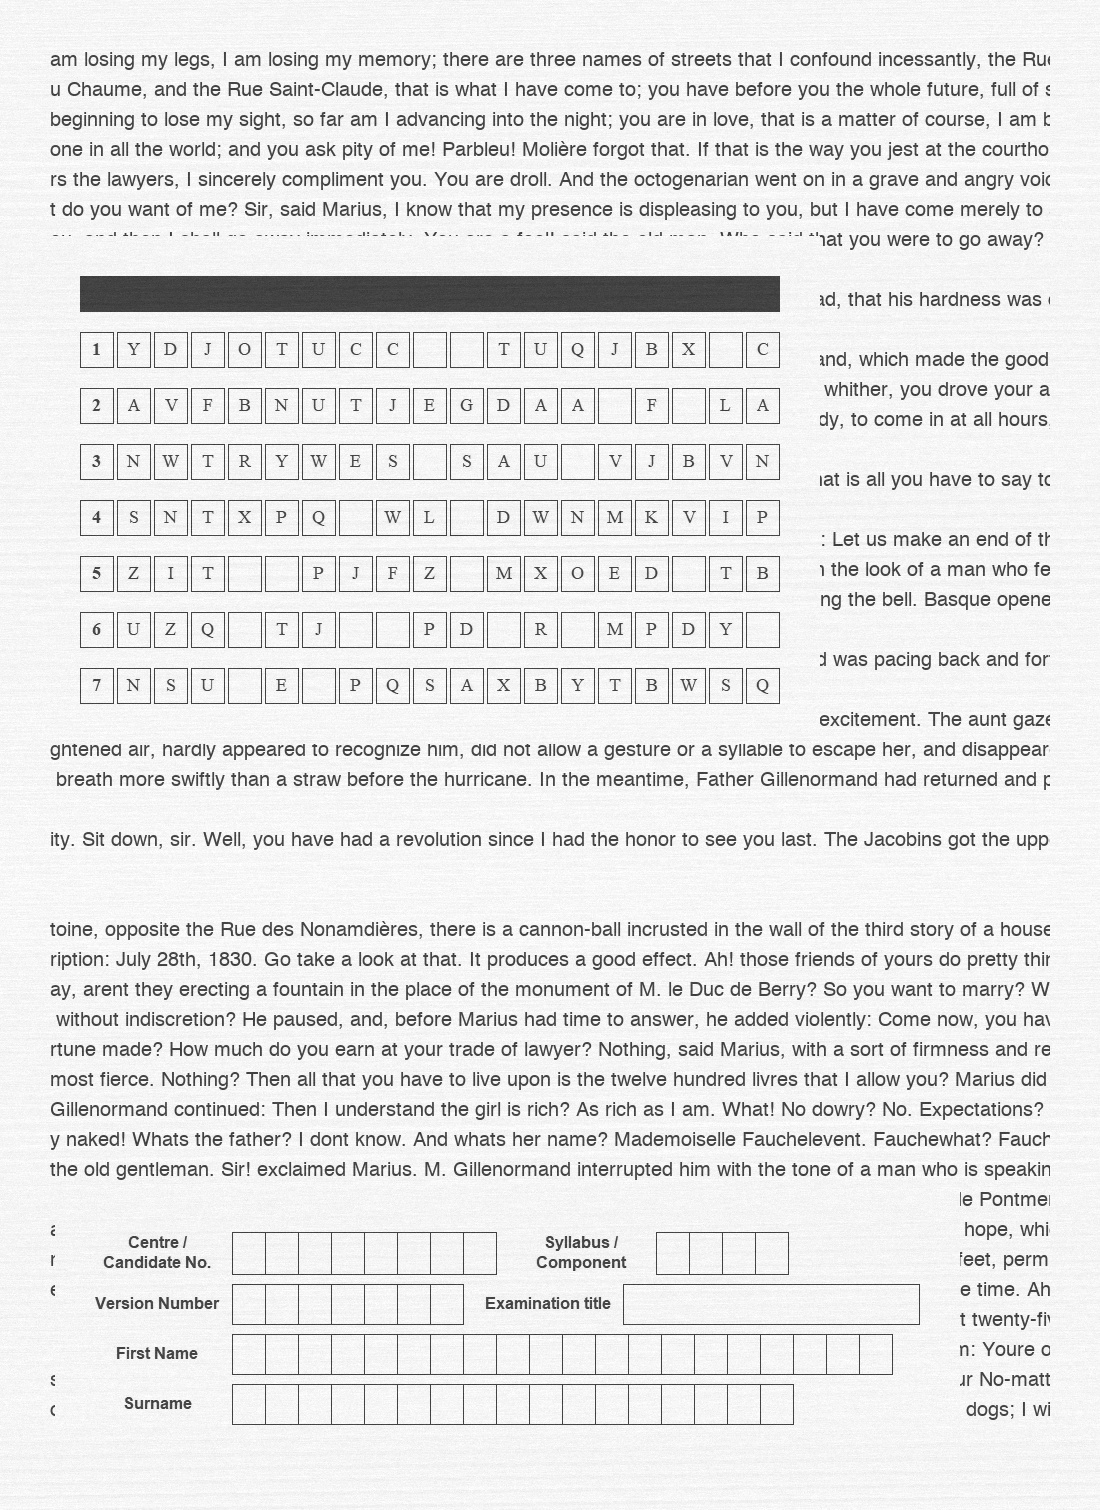 am losing my legs, I am losing my memory; there are three names of streets that I confound incessantly, the
u Chaume, and the Rue Saint-Claude, that is what I have come to; you have before you the whole future, full of
beginning to lose my sight, so far am I advancing into the night; you are in love, that is a matter of course, I am
one in all the world; and you ask pity of me! Parbleu! Molière forgot that. If that is the way you jest at the
rs the lawyers, I sincerely compliment you. You are droll. And the octogenarian went on in a grave and angry
t do you want of me? Sir, said Marius, I know that my presence is displeasing to you, but I have come merely to
that you were to go away?
ad, that his hardness was
1 Y D J O T U C C T U Q J B X C
and, which made the good
2 A V F B N U T J E G D A A F L A
whither, you drove your a
dy, to come in at all hours
3 N W T R Y W E S S A U V J B V N
hat is all you have to say to
4 S N T X P Q W L D W N M K V I P
: Let us make an end of
5 Z I T P J F Z M X O E D T B
the look of a man who
ng the bell. Basque opene
6 U Z Q T J P D R M P D Y
was pacing back and
7 N S U E P Q S A X B Y T B W S Q
excitement. The aunt gaze
ghtened air, hardly appeared to recognize him, did not allow a gesture or a syllable to escape her, and disappear
breath more swiftly than a straw before the hurricane. In the meantime, Father Gillenormand had returned and
ity. Sit down, sir. Well, you have had a revolution since I had the honor to see you last. The Jacobins got the upp
toine, opposite the Rue des Nonamdières, there is a cannon-ball incrusted in the wall of the third story of a house
ription: July 28th, 1830. Go take a look at that. It produces a good effect. Ah! those friends of yours do pretty
ay, arent they erecting a fountain in the place of the monument of M. le Duc de Berry? So you want to marry? W
without indiscretion? He paused, and, before Marius had time to answer, he added violently: Come now, you
rtune made? How much do you earn at your trade of lawyer? Nothing, said Marius, with a sort of firmness and re
most fierce. Nothing? Then all that you have to live upon is the twelve hundred livres that I allow you? Marius did
Gillenormand continued: Then I understand the girl is rich? As rich as I am. What! No dowry? No. Expectations?
y naked! Whats the father? I dont know. And whats her name? Mademoiselle Fauchelevent. Fauchewhat? Fauch
the old gentleman. Sir! exclaimed Marius. M. Gillenormand interrupted him with the tone of a man who is speakin
le Pontmer
hope,
Centre / Candidate No. Syllabus / Component
feet, perm
e time. Ah
Version Number Examination title
t twenty-fiv
First Name
n: Youre o
ur No-matt
Surname
dogs; I wi